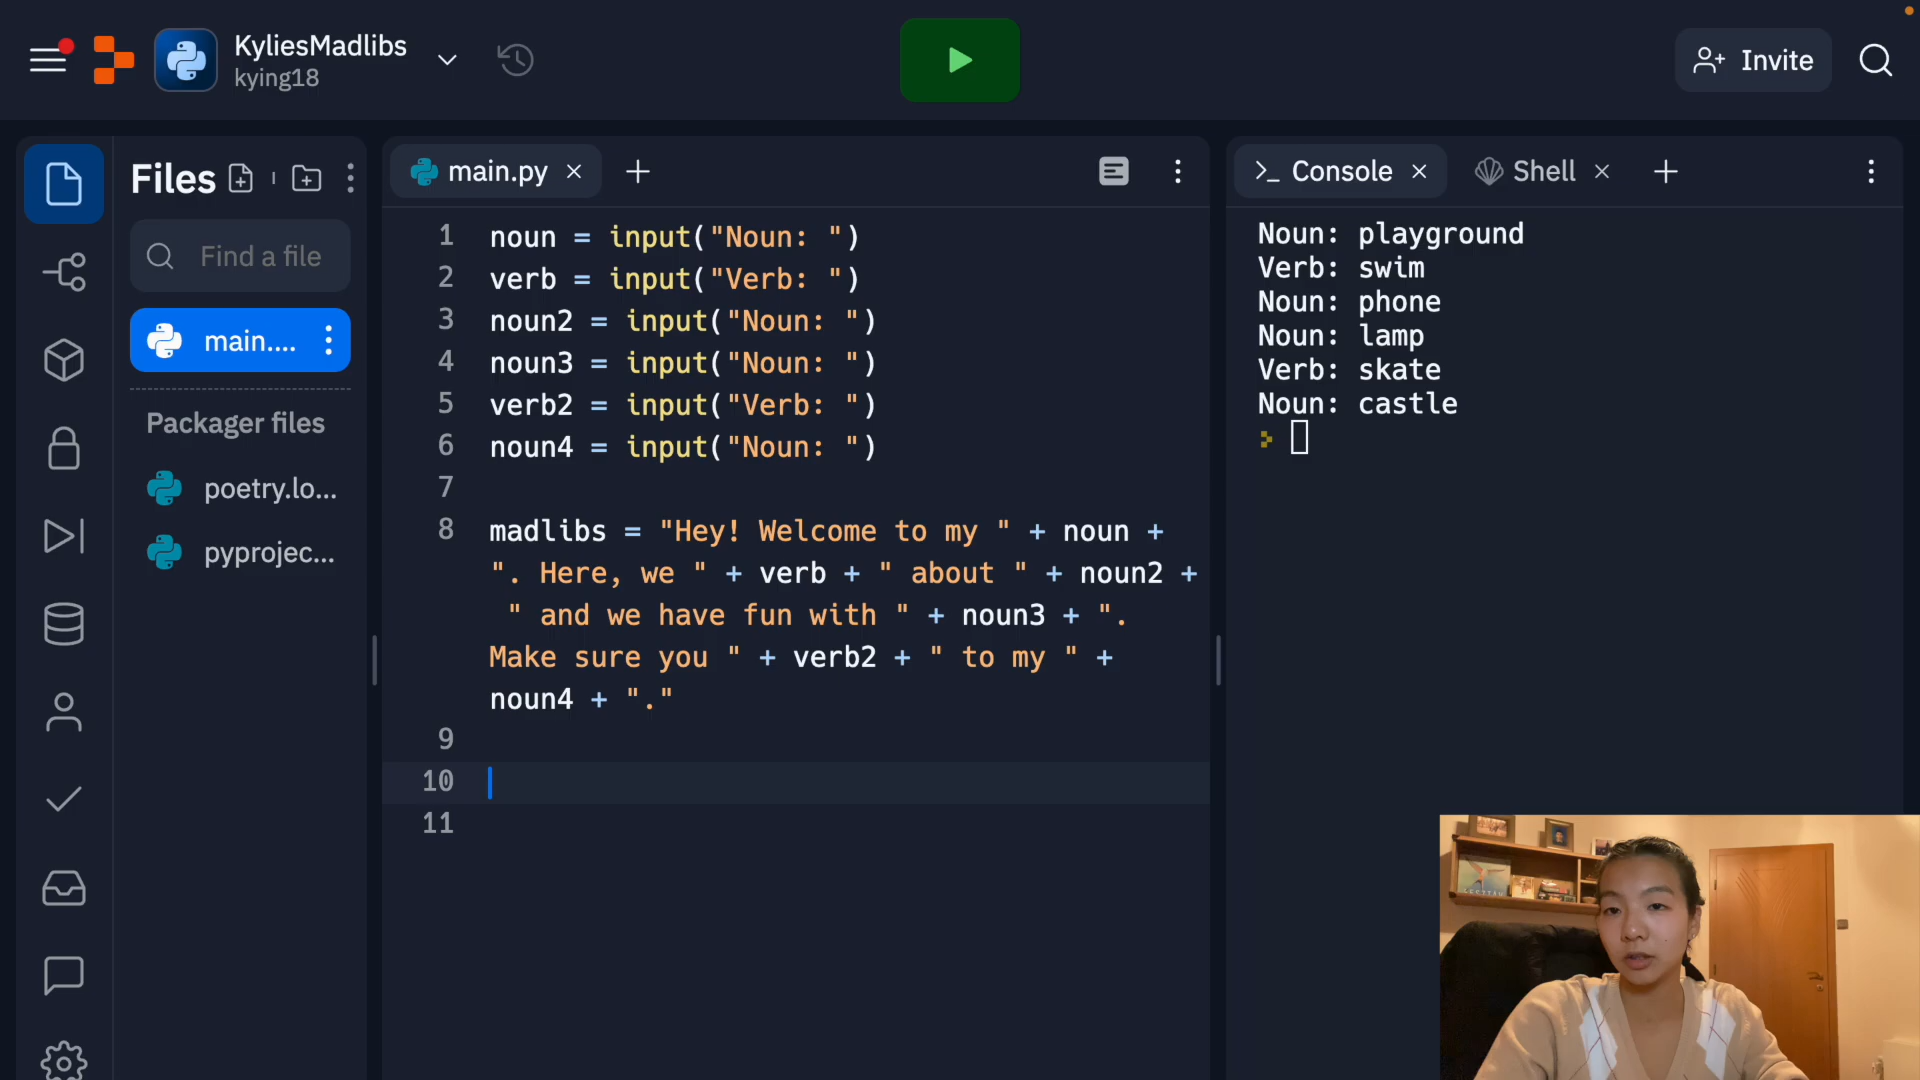 KyliesMadlibs
kying18
Invite
Files
Find a file
main....
Packager files
poetry.lo...
pyprojec...
main.py
1 noun = input("Noun: ")
2 verb = input("Verb: ")
3 noun2 = input("Noun: ")
4 noun3 = input("Noun: ")
5 verb2 = input("Verb: ")
6 noun4 = input("Noun: ")
7
8 madlibs = "Hey! Welcome to my " + noun +
". Here, we " + verb + " about " + noun2 +
" and we have fun with " + noun3 + ".
Make sure you " + verb2 + " to my " +
noun4 + "."
9
10
11
Console
Shell
Noun: playground
Verb: swim
Noun: phone
Noun: lamp
Verb: skate
Noun: castle